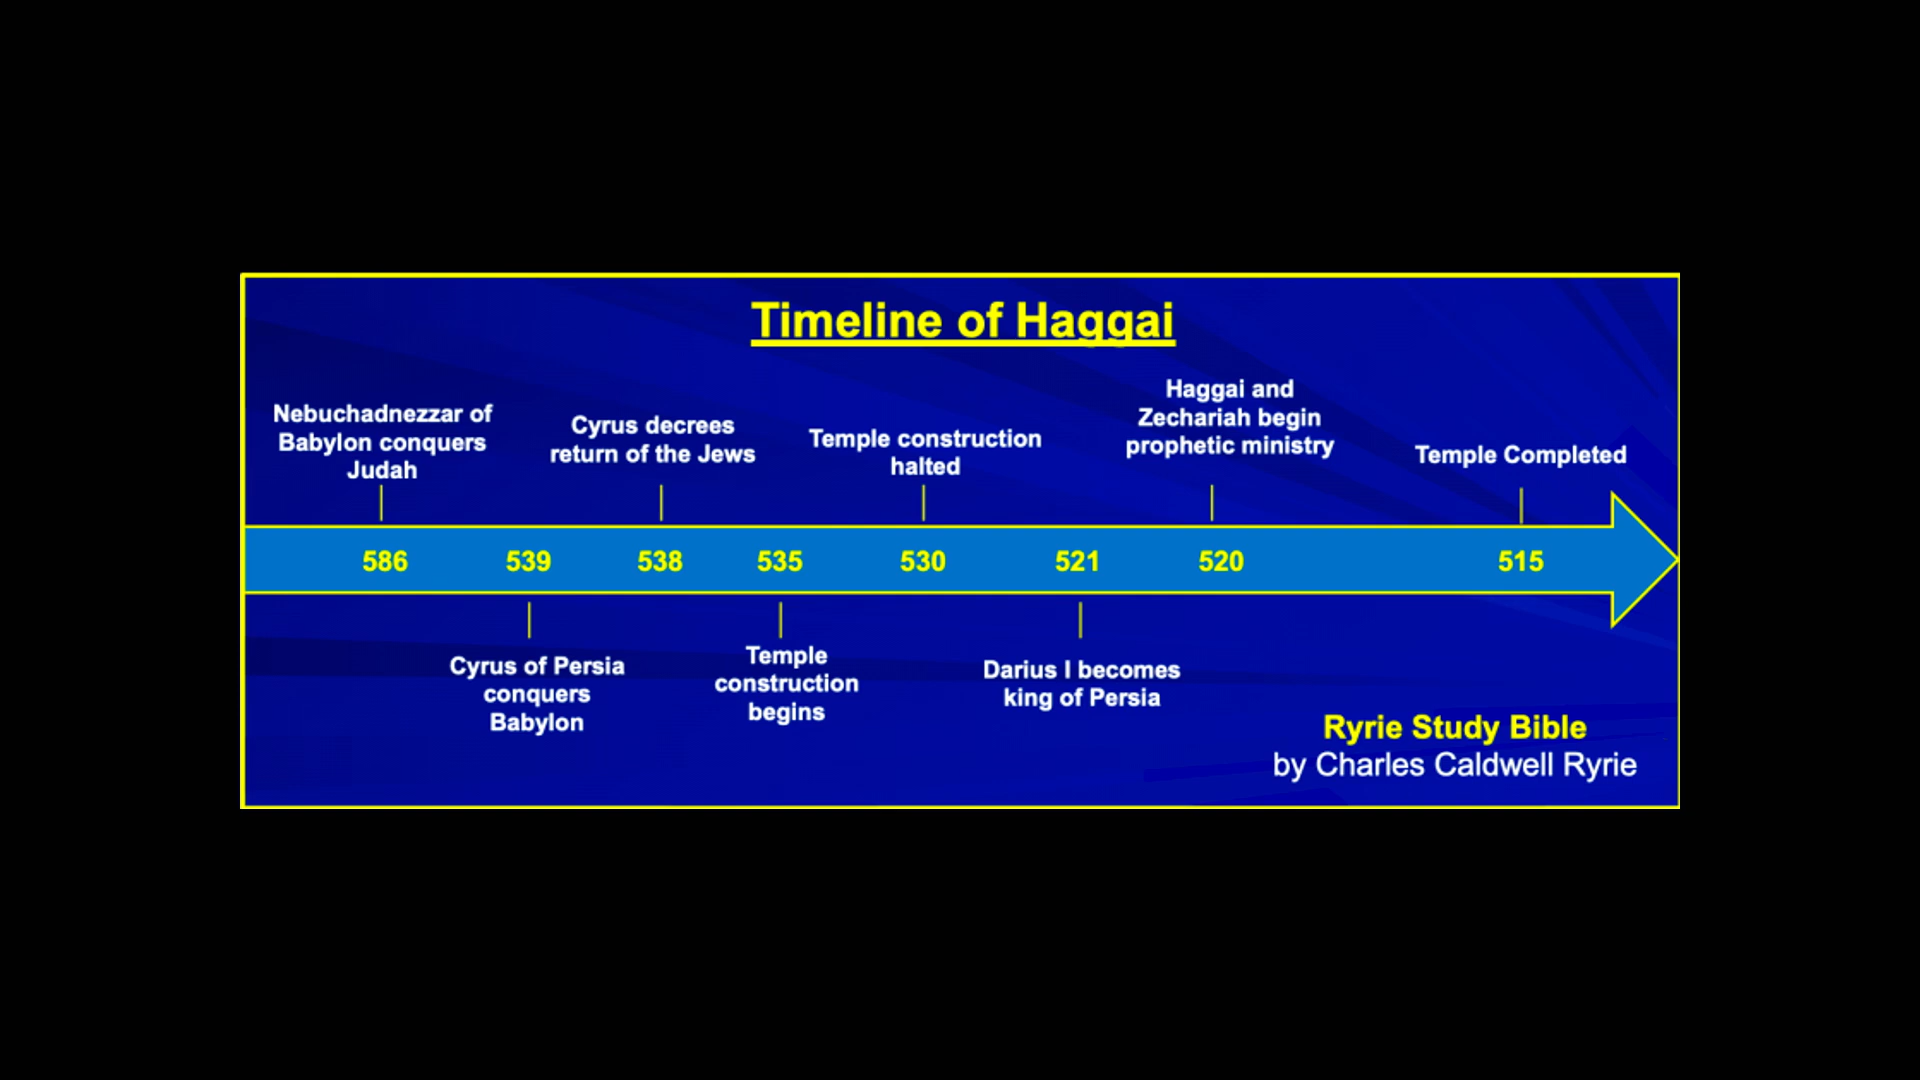 Timeline of Haggai
Nebuchadnezzar of
Babylon conquers
Judah
Cyrus decrees
return of the Jews
Temple construction
halted
Haggai and
Zechariah begin
prophetic ministry
Temple Completed
586 539 538 535 530 521 520 515
Cyrus of Persia
conquers
Babylon
Temple
construction
begins
Darius I becomes
king of Persia
Ryrie Study Bible
by Charles Caldwell Ryrie